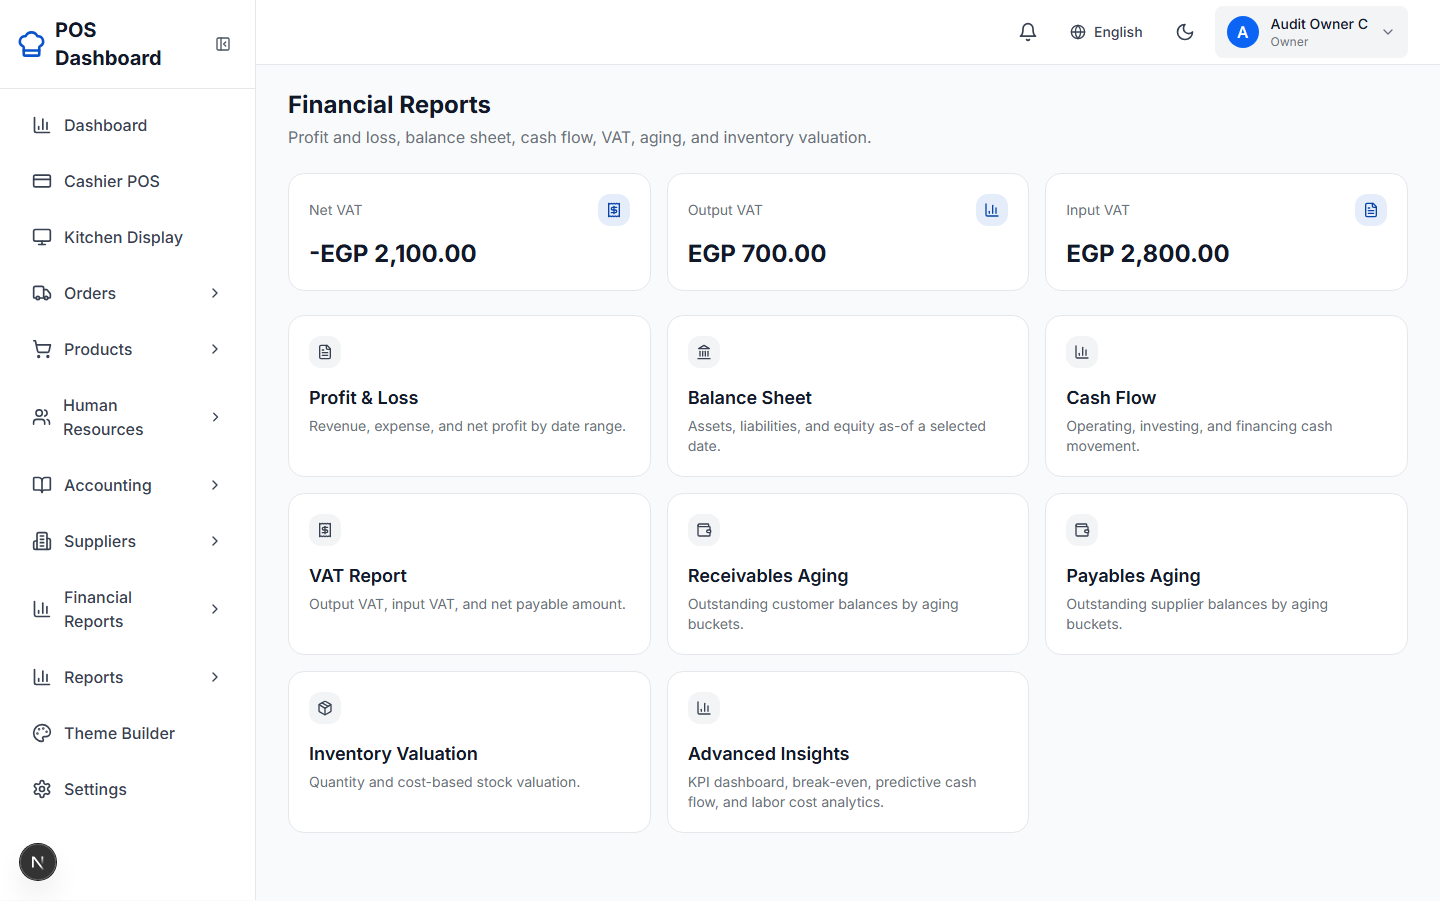 POS
Dashboard
English
A
Audit Owner C
Owner
Dashboard
Cashier POS
Kitchen Display
Orders
Products
Human
Resources
Accounting
Suppliers
Financial
Reports
Reports
Theme Builder
Settings
N
Financial Reports
Profit and loss, balance sheet, cash flow, VAT, aging, and inventory valuation.
Net VAT
-EGP 2,100.00
Output VAT
EGP 700.00
Input VAT
EGP 2,800.00
Profit & Loss
Revenue, expense, and net profit by date range.
Balance Sheet
Assets, liabilities, and equity as-of a selected
date.
Cash Flow
Operating, investing, and financing cash
movement.
VAT Report
Output VAT, input VAT, and net payable amount.
Receivables Aging
Outstanding customer balances by aging
buckets.
Payables Aging
Outstanding supplier balances by aging
buckets.
Inventory Valuation
Quantity and cost-based stock valuation.
Advanced Insights
KPI dashboard, break-even, predictive cash
flow, and labor cost analytics.